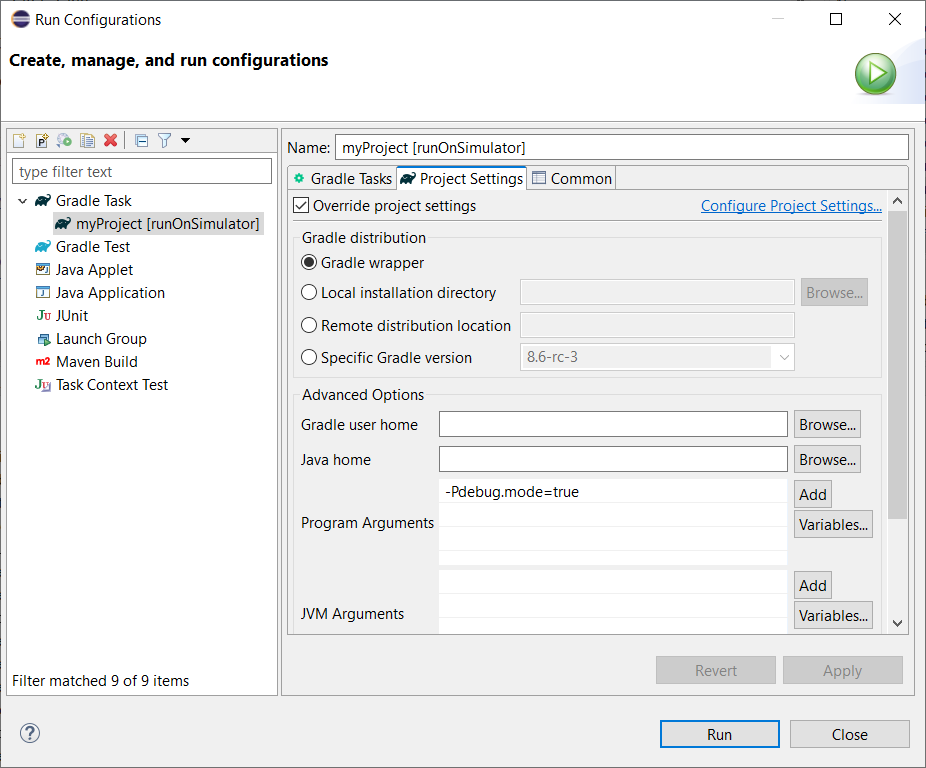 Run Configurations
Create, manage, and run configurations
type filter text
Gradle Task
myProject [runOnSimulator]
Gradle Test
Java Applet
Java Application
Ju JUnit
Launch Group
m2 Maven Build
Ju Task Context Test
Filter matched 9 of 9 items
Name: myProject [runOnSimulator]
Gradle Tasks Project Settings Common
Override project settings Configure Project Settings...
Gradle distribution
Gradle wrapper
Local installation directory Browse...
Remote distribution location
Specific Gradle version 8.6-rc-3
Advanced Options
Gradle user home Browse...
Java home Browse...
-Pdebug.mode=true Add
Program Arguments Variables...
Add
JVM Arguments Variables...
Revert Apply
Run Close